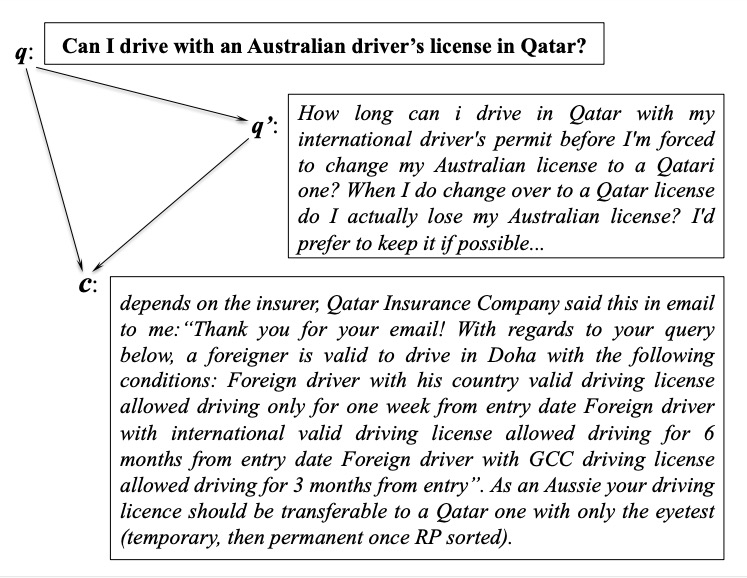 q: Can I drive with an Australian driver’s license in Qatar?
q’: How long can i drive in Qatar with my
international driver's permit before I'm forced
to change my Australian license to a Qatari
one? When I do change over to a Qatar license
do I actually lose my Australian license? I'd
prefer to keep it if possible...
c: depends on the insurer, Qatar Insurance Company said this in email
to me:“Thank you for your email! With regards to your query
below, a foreigner is valid to drive in Doha with the following
conditions: Foreign driver with his country valid driving license
allowed driving only for one week from entry date Foreign driver
with international valid driving license allowed driving for 6
months from entry date Foreign driver with GCC driving license
allowed driving for 3 months from entry”. As an Aussie your driving
licence should be transferable to a Qatar one with only the eyetest
(temporary, then permanent once RP sorted).